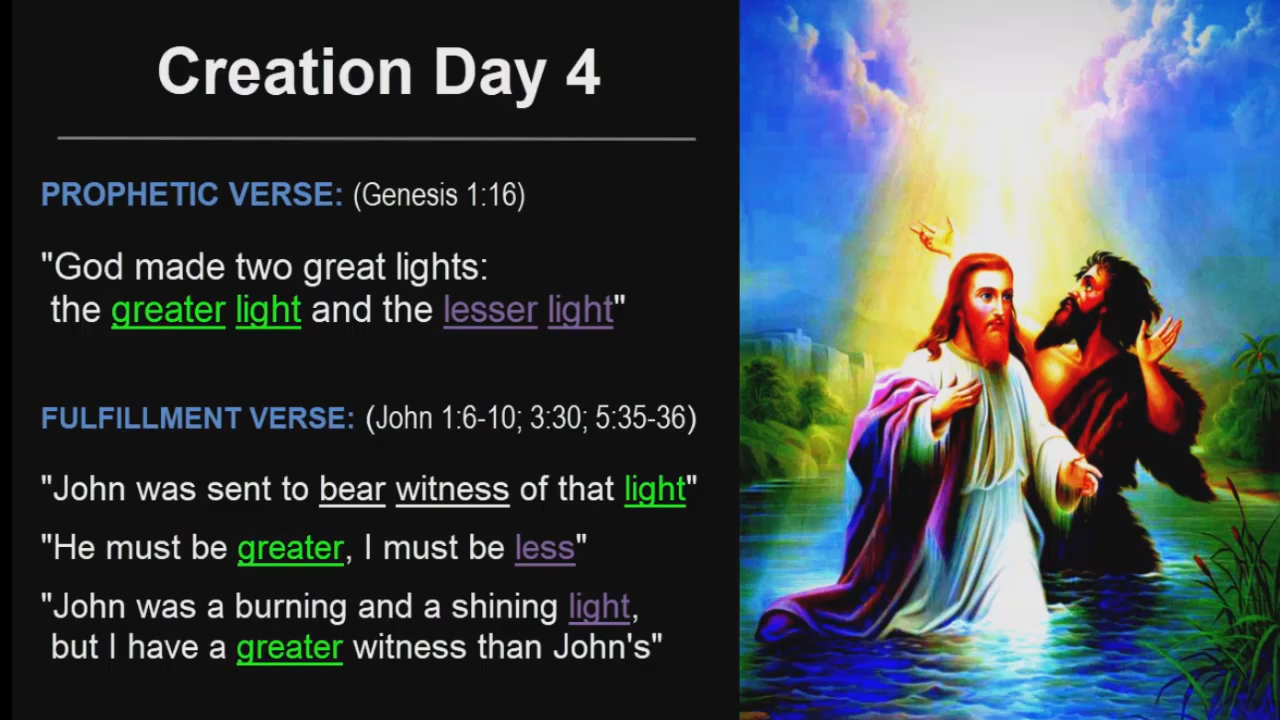 Creation Day 4
PROPHETIC VERSE: (Genesis 1:16)
"God made two great lights:
the greater light and the lesser light"
FULFILLMENT VERSE: (John 1:6-10; 3:30; 5:35-36)
"John was sent to bear witness of that light"
"He must be greater, I must be less"
"John was a burning and a shining light,
but I have a greater witness than John's"